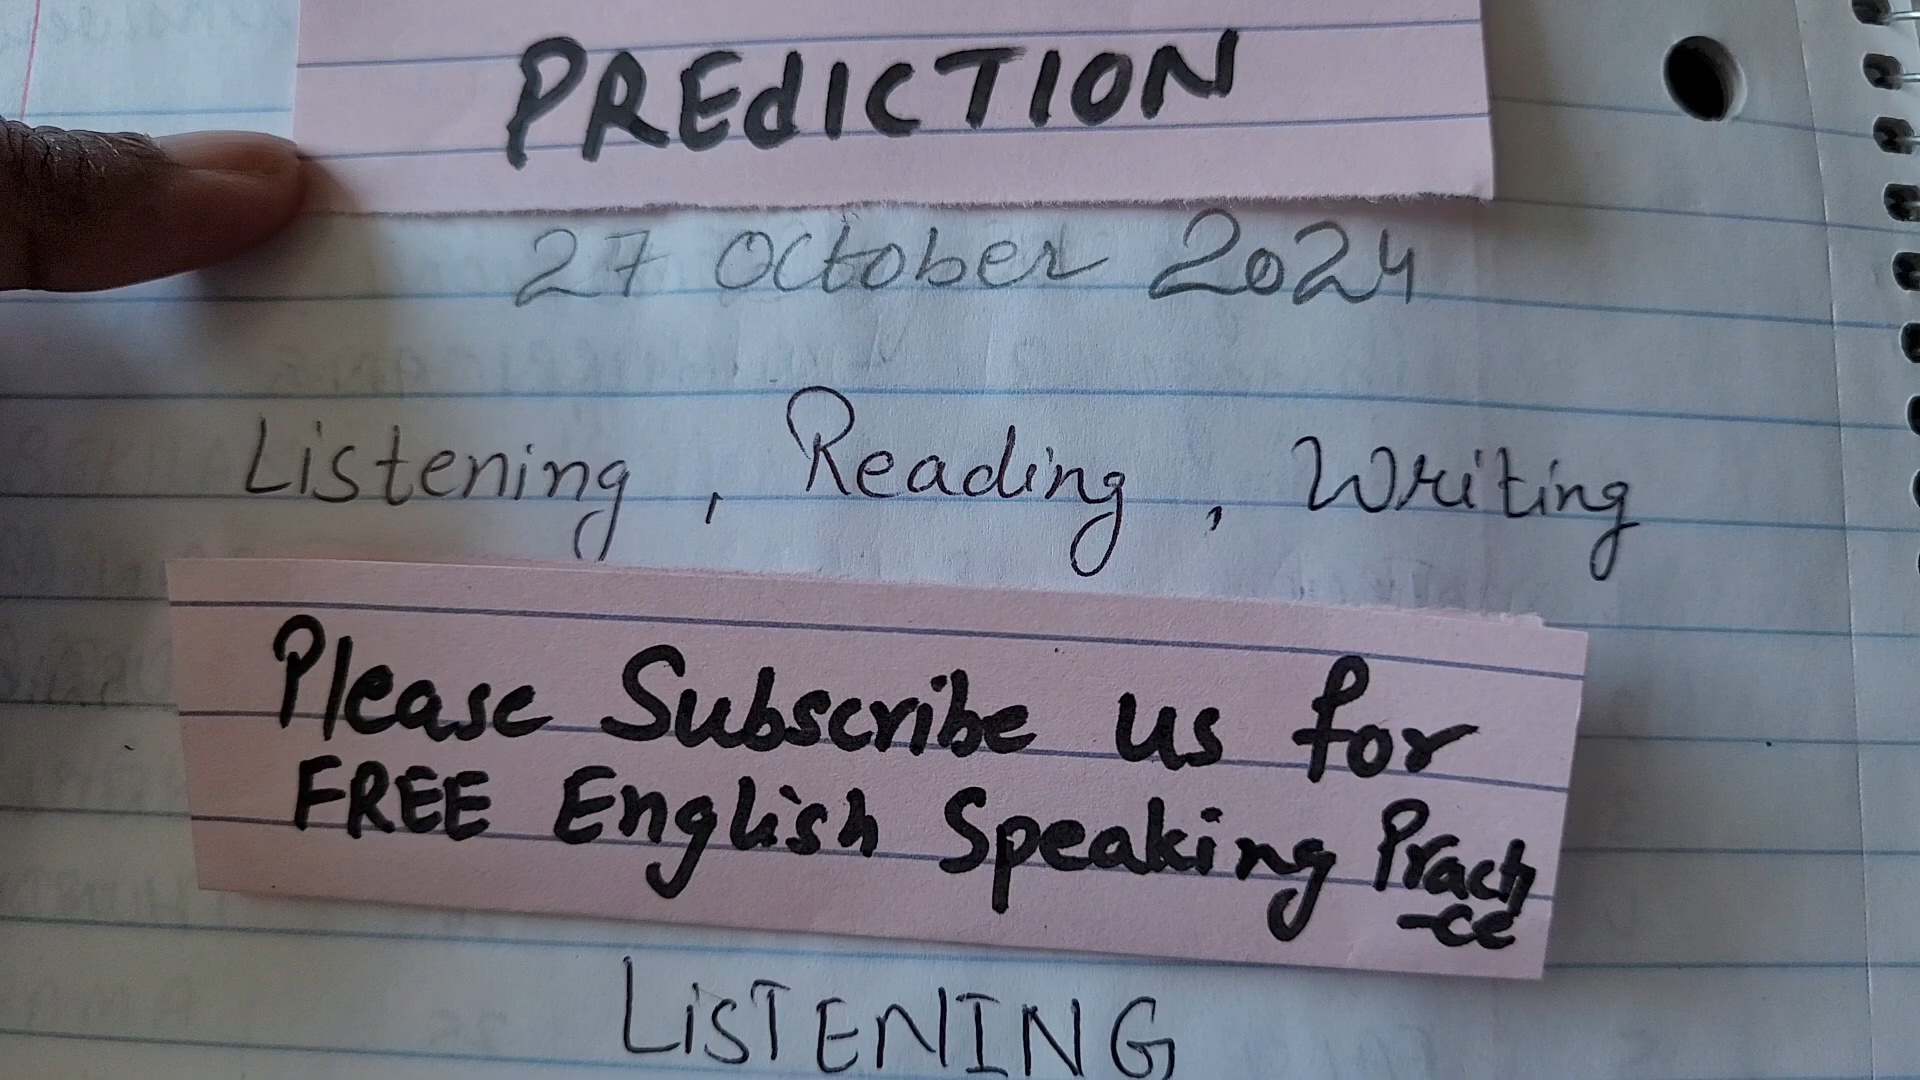 PREdICTION
27 October 2024
Listening, Reading, Writing
Please Subscribe us for
FREE English Speaking Practi
-ce
LiSTENING